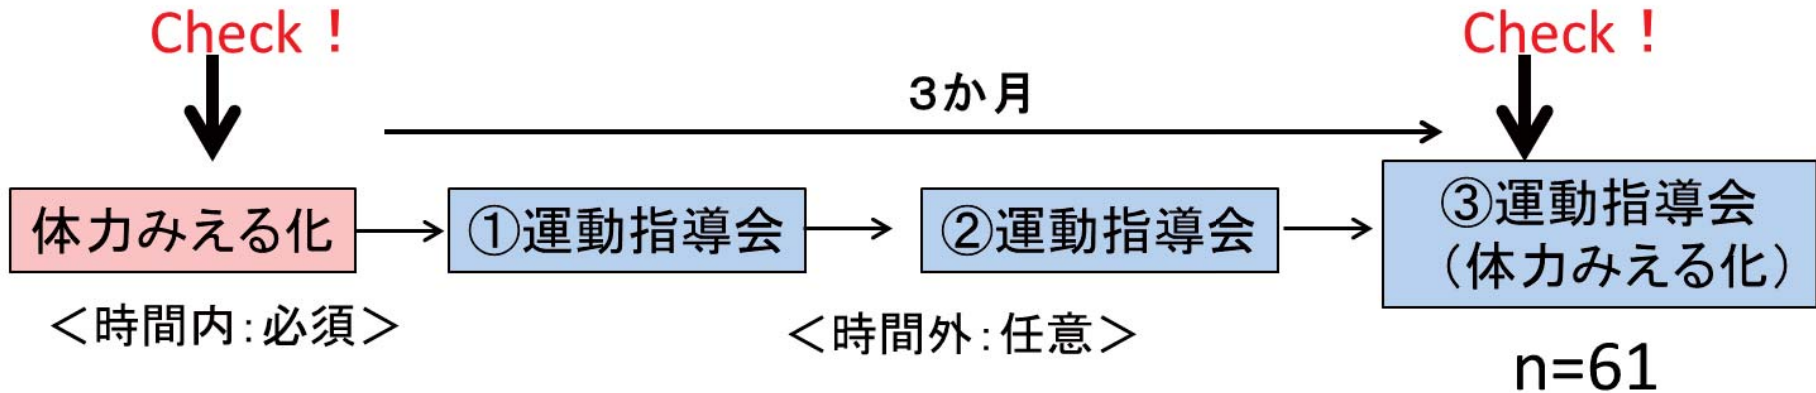 Check！
Check！
３か月
体力みえる化
①運動指導会
②運動指導会
③運動指導会
（体力みえる化）
＜時間内：必須＞
＜時間外：任意＞
n=61